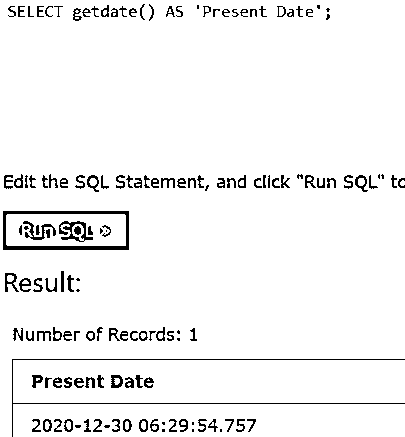 SELECT getdate() AS 'Present Date';
Edit the SQL Statement, and click "Run SQL" to
Run SQL »
Result:
Number of Records: 1
Present Date
2020-12-30 06:29:54.757